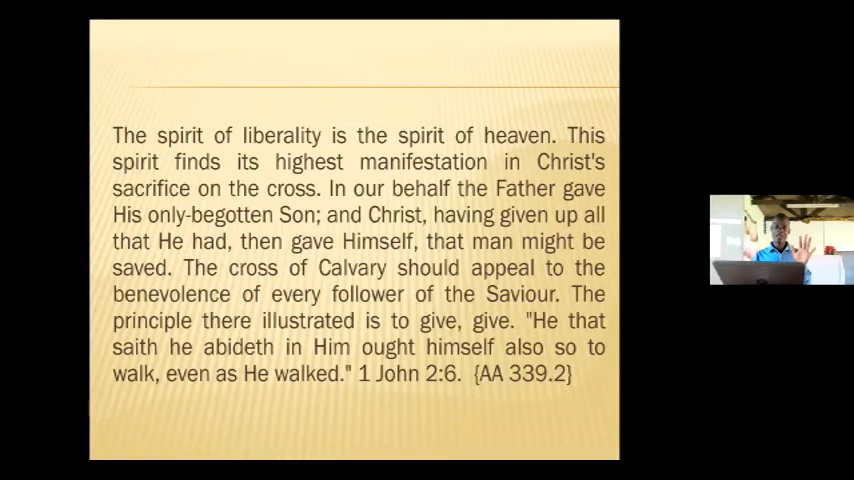 The spirit of liberality is the spirit of heaven. This
spirit finds its highest manifestation in Christ's
sacrifice on the cross. In our behalf the Father gave
His only-begotten Son; and Christ, having given up all
that He had, then gave Himself, that man might be
saved. The cross of Calvary should appeal to the
benevolence of every follower of the Saviour. The
principle there illustrated is to give, give. "He that
saith he abideth in Him ought himself also so to
walk, even as He walked." 1 John 2:6.  {AA 339.2}